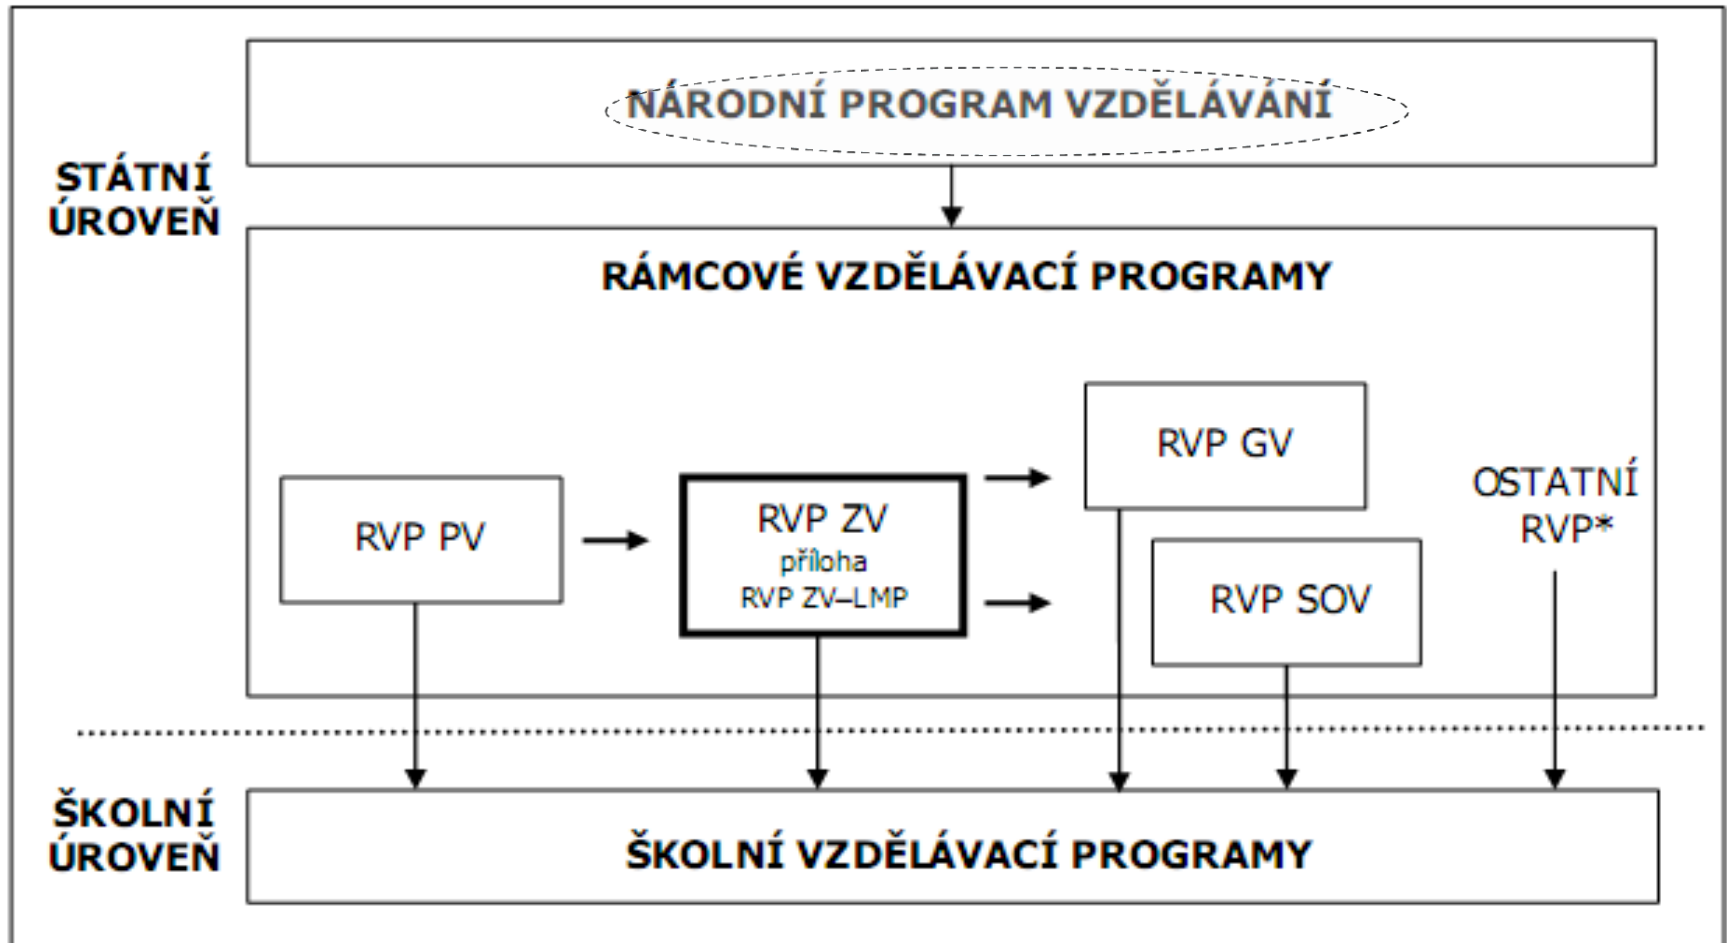 NÁRODNÍ PROGRAM VZDĚLÁVÁNÍ
STÁTNÍ
ÚROVEŇ
RÁMCOVÉ VZDĚLÁVACÍ PROGRAMY
RVP PV
RVP ZV
příloha
RVP ZV–LMP
RVP GV
RVP SOV
OSTATNÍ
RVP*
ŠKOLNÍ
ÚROVEŇ
ŠKOLNÍ VZDĚLÁVACÍ PROGRAMY